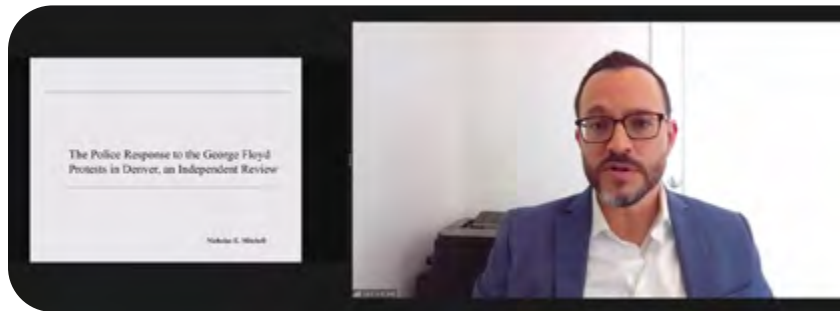 The Police Response to the George Floyd
Protests in Denver, an Independent Review
Nicholas E. Mitchell